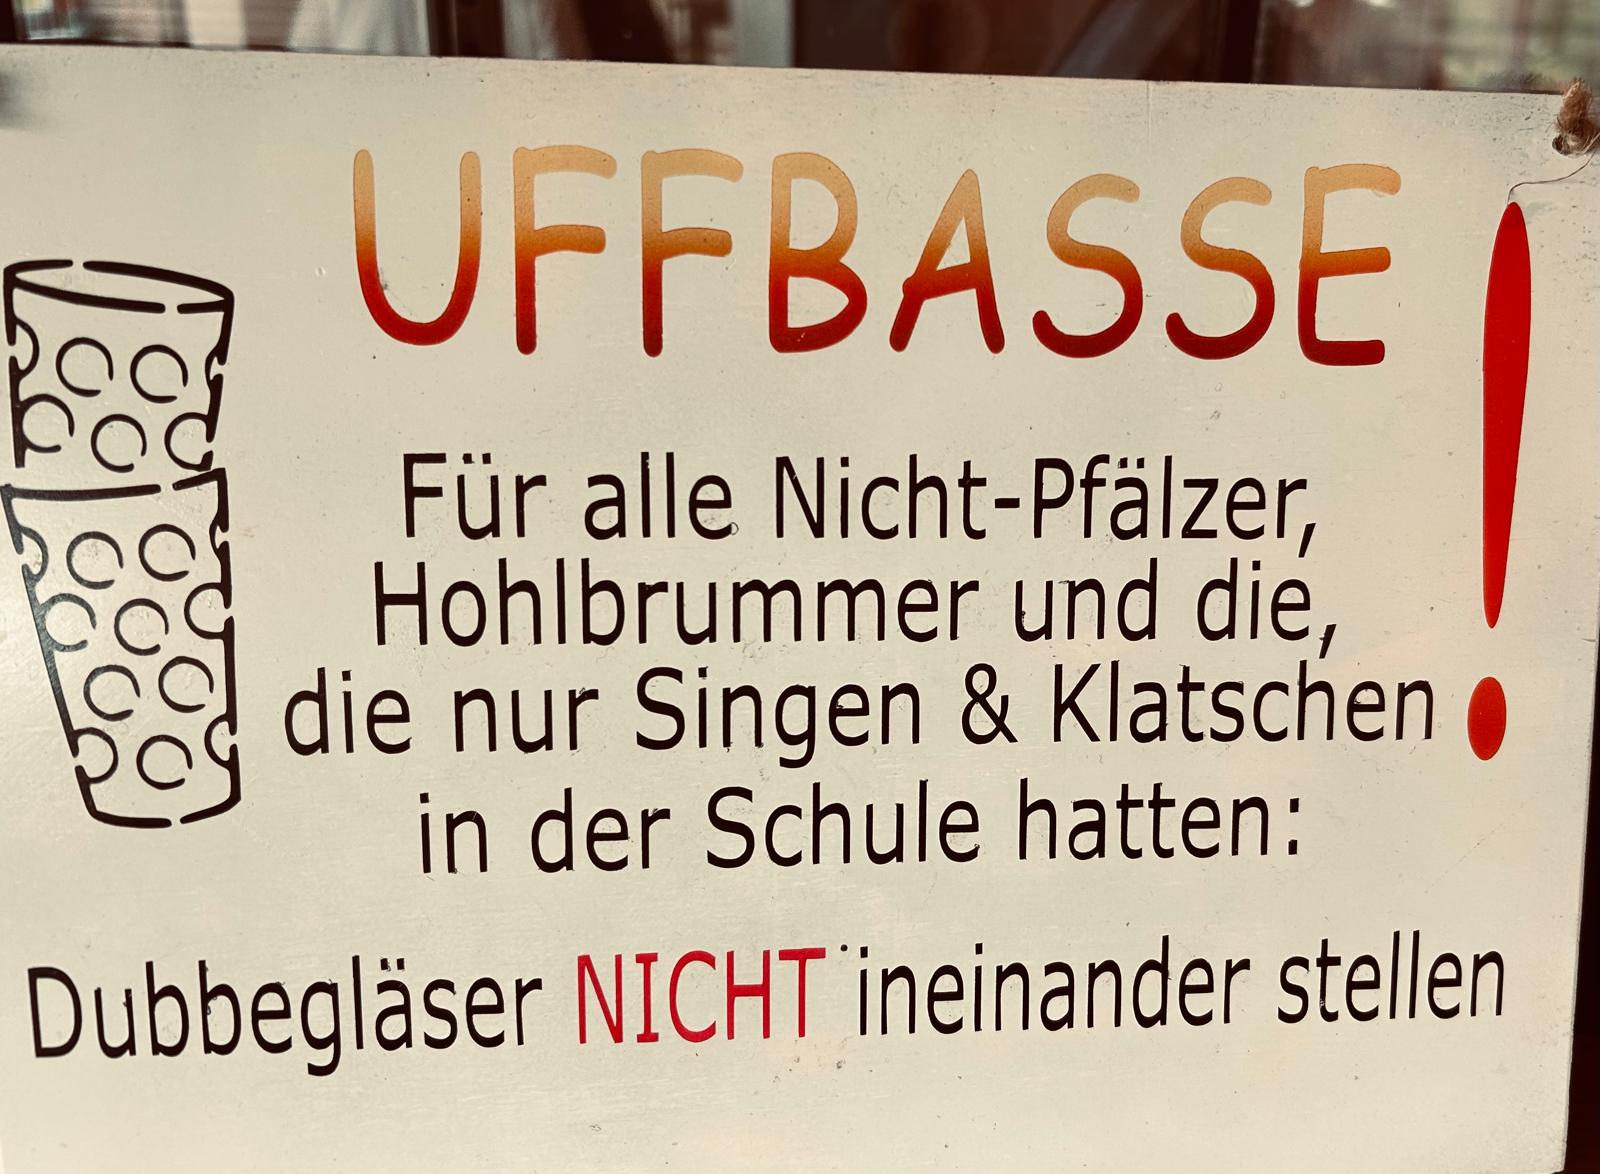 UFFBASSE!
Für alle Nicht-Pfälzer,
Hohlbrummer und die,
die nur Singen & Klatschen
in der Schule hatten:
Dubbegläser NICHT ineinander stellen